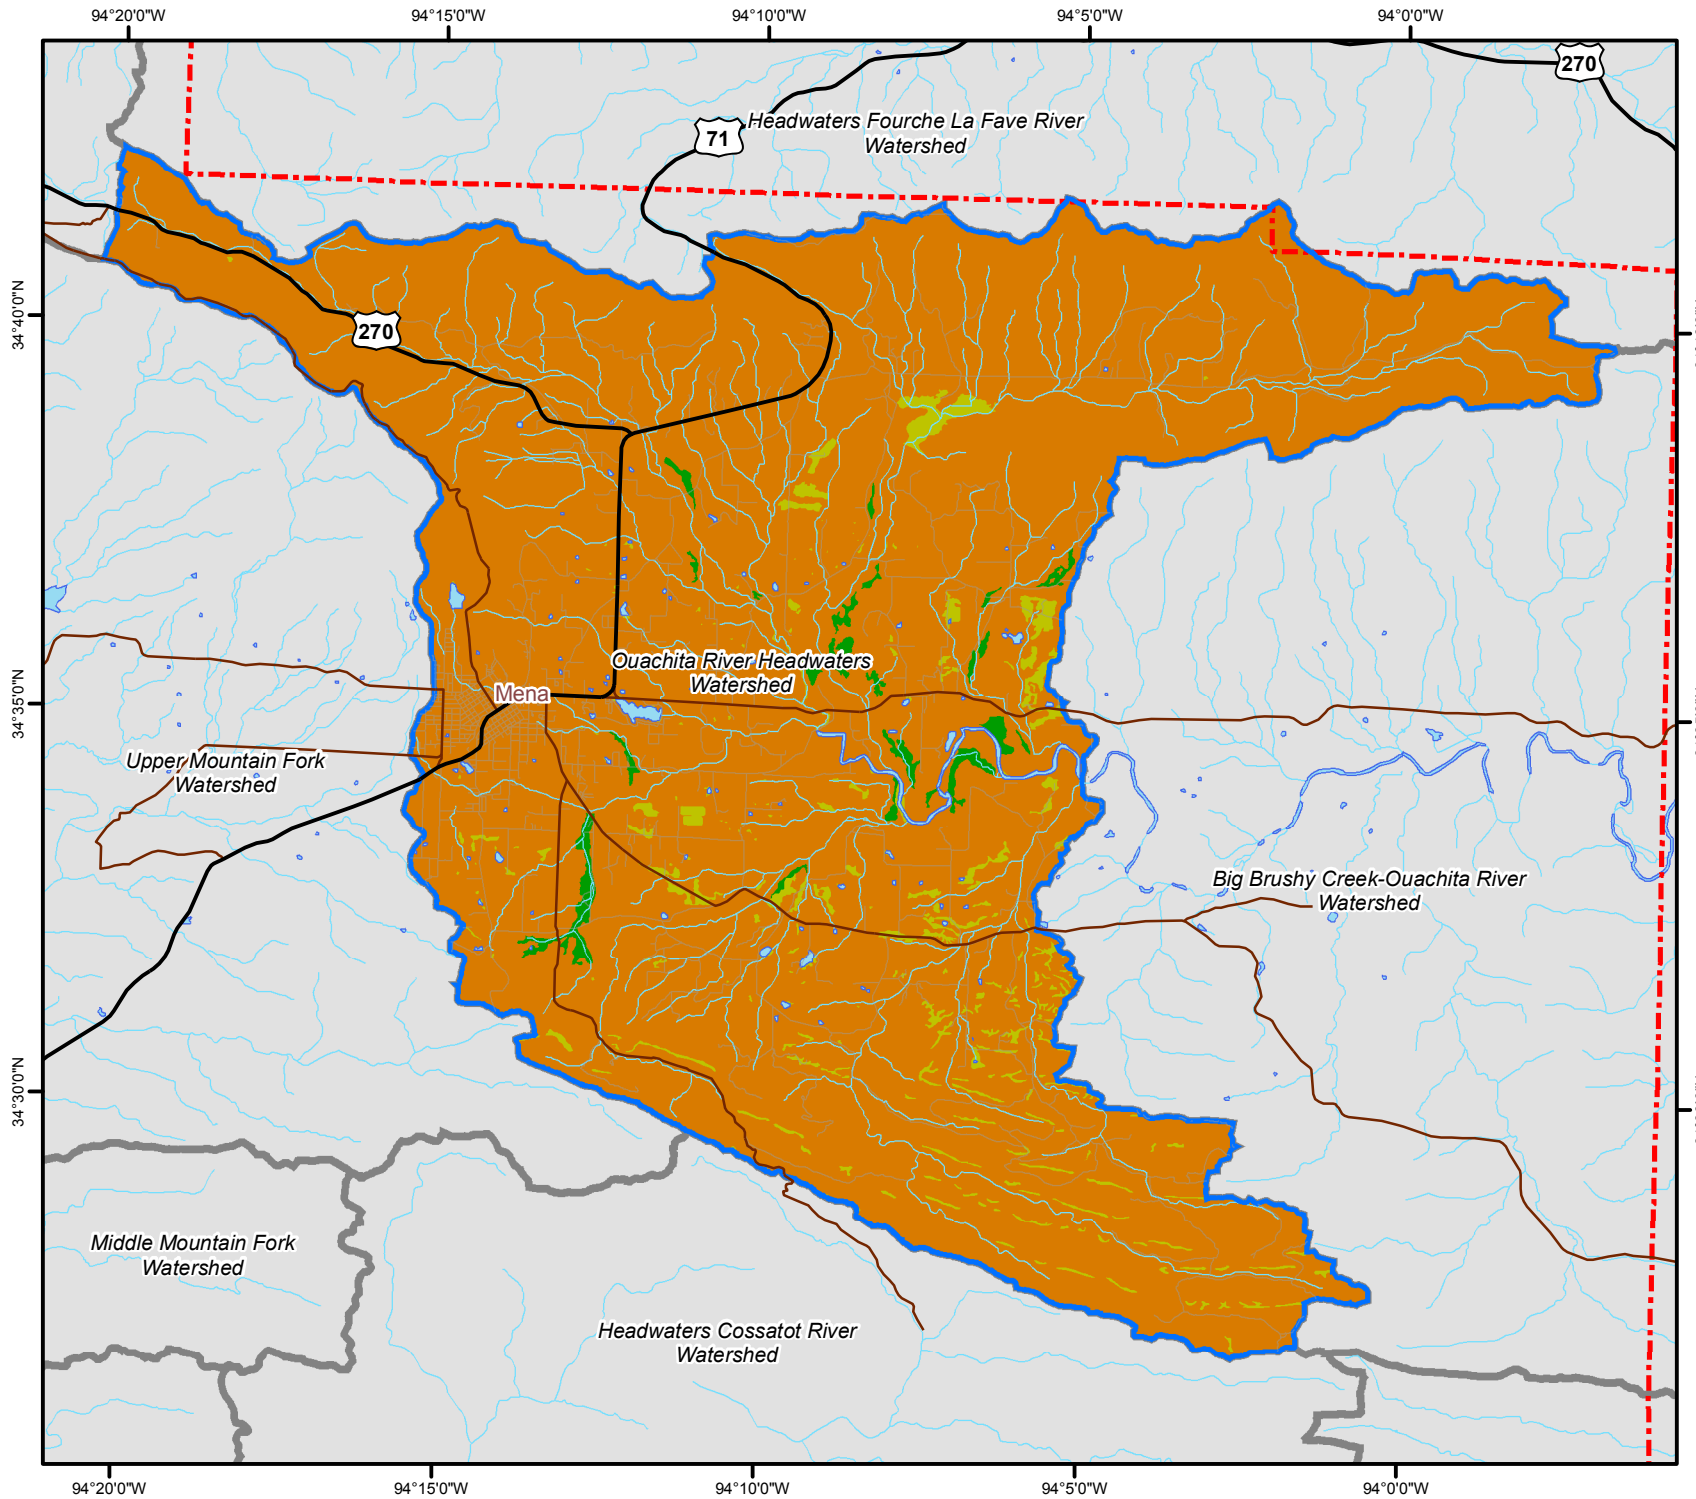 94°20'0"W
94°15'0"W
94°10'0"W
94°5'0"W
94°0'0"W
270
71
Headwaters Fourche La Fave River
Watershed
34°40'0"N
270
Ouachita River Headwaters
Watershed
34°35'0"N
Mena
Upper Mountain Fork
Watershed
Big Brushy Creek-Ouachita River
Watershed
34°30'0"N
Middle Mountain Fork
Watershed
Headwaters Cossatot River
Watershed
94°20'0"W
94°15'0"W
94°10'0"W
94°5'0"W
94°0'0"W